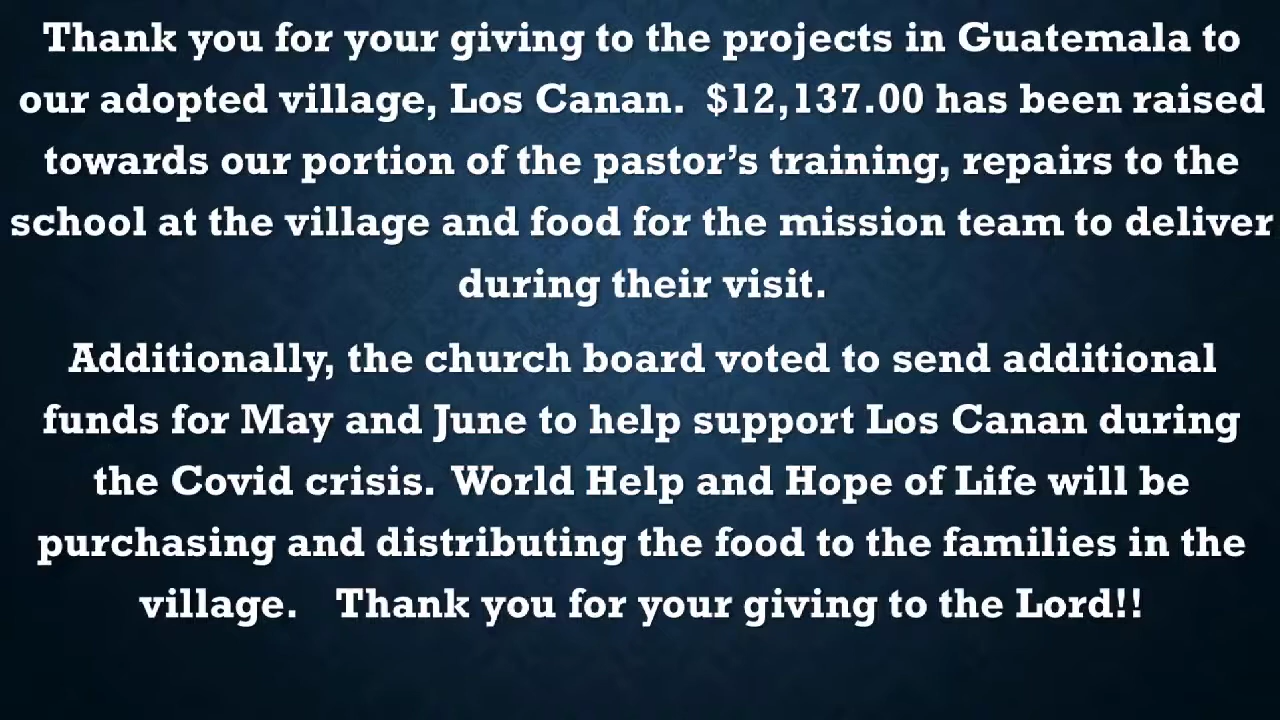 Thank you for your giving to the projects in Guatemala to
our adopted village, Los Canan. $12,137.00 has been raised
towards our portion of the pastor’s training, repairs to the
school at the village and food for the mission team to deliver
during their visit.
Additionally, the church board voted to send additional
funds for May and June to help support Los Canan during
the Covid crisis. World Help and Hope of Life will be
purchasing and distributing the food to the families in the
village. Thank you for your giving to the Lord!!